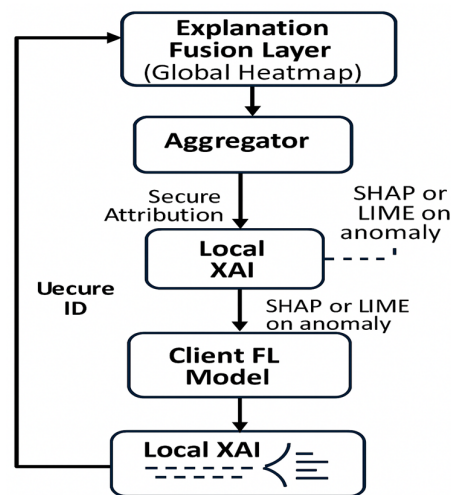 Explanation
Fusion Layer
(Global Heatmap)
Aggregator
Secure
Attribution
SHAP or
LIME on
anomaly
Local
XAI
Uecure
ID
SHAP or LIME
on anomaly
Client FL
Model
Local XAI